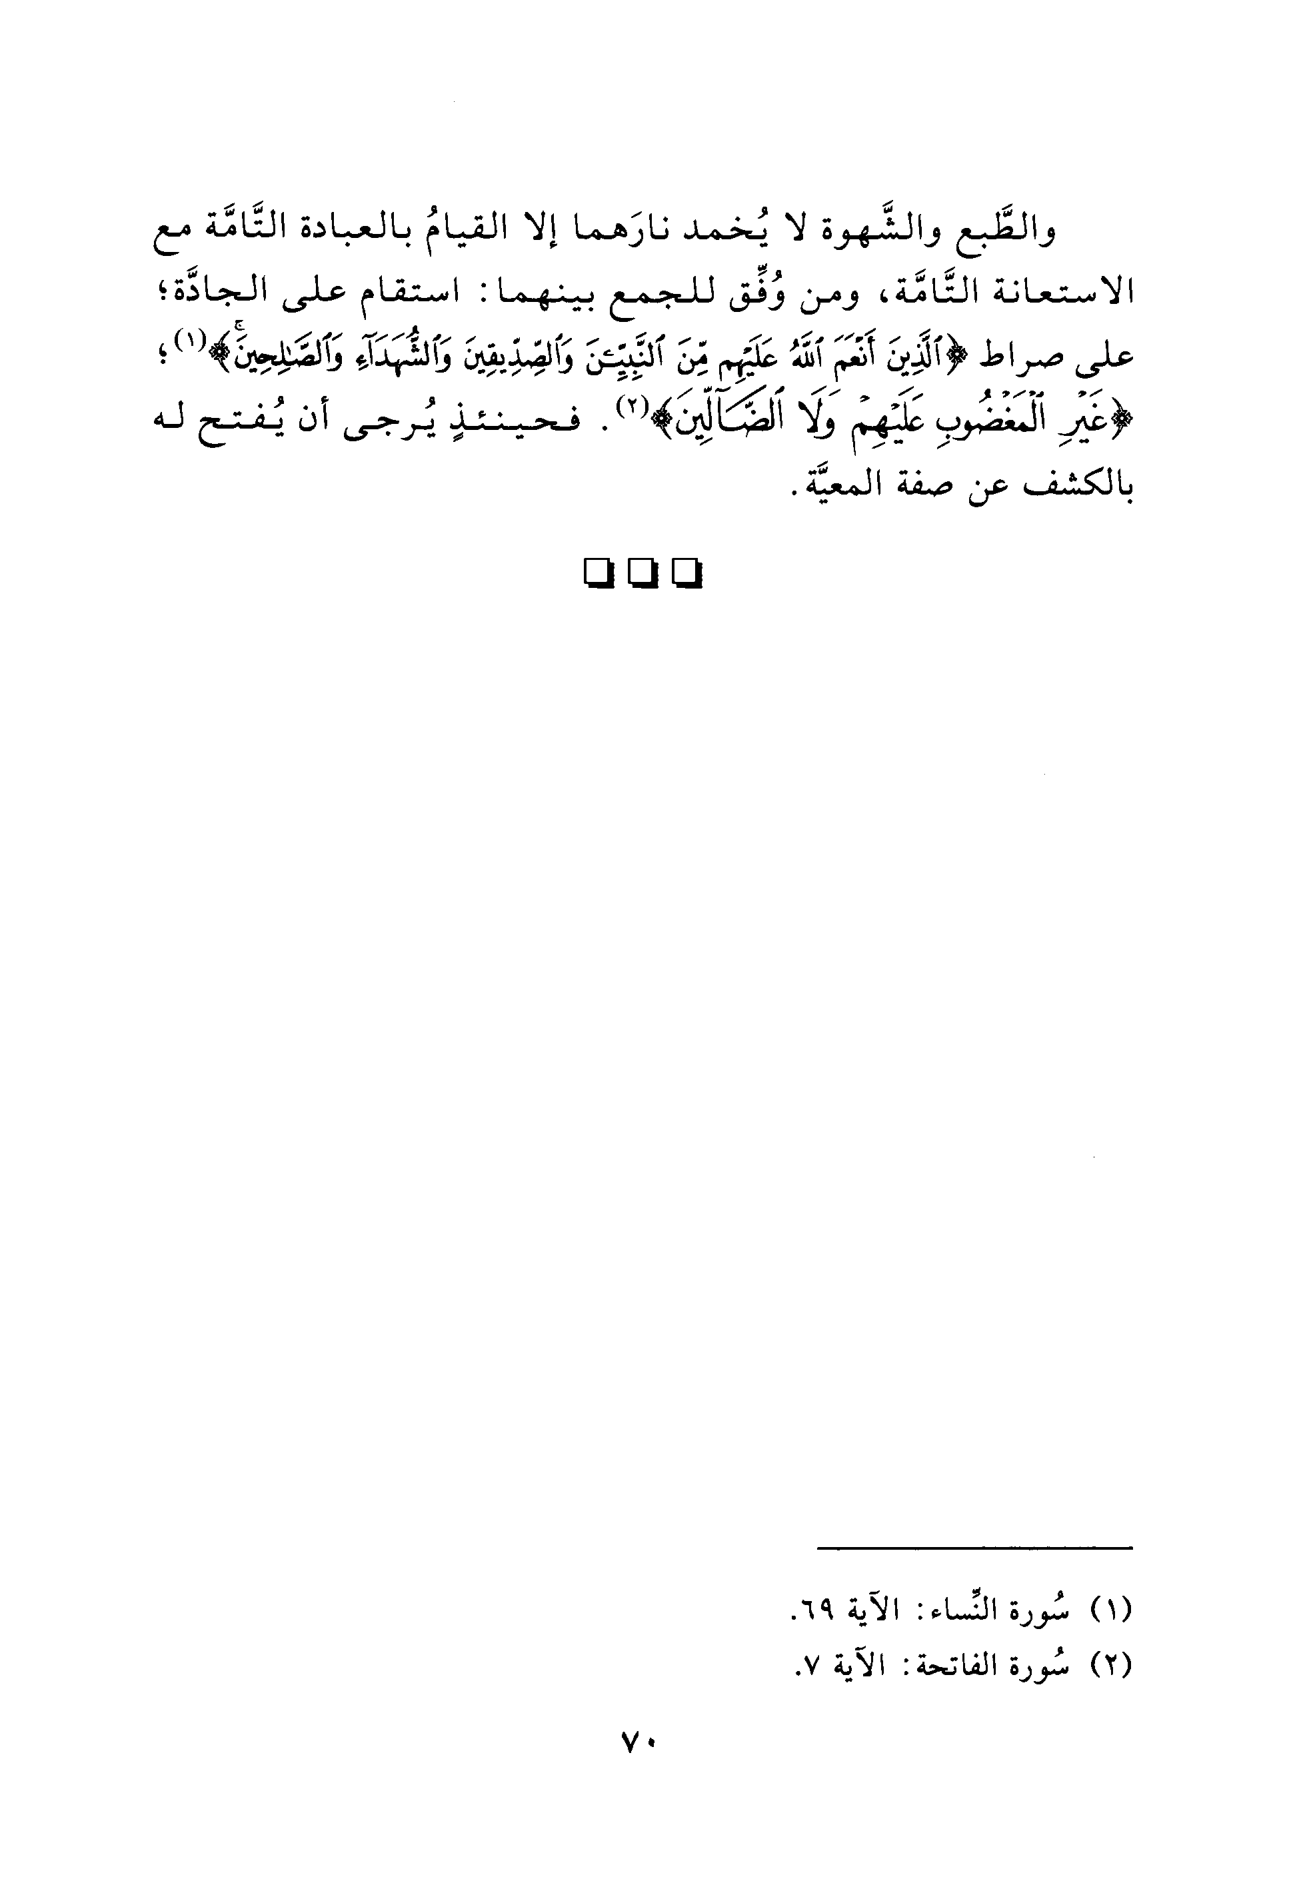 والطَّبع والشَّهوة لا يُخمد نارَهما إلا القيامُ بالعبادة التَّامَّة مع
الاستعانة التَّامَّة، ومن وُفِّق للجمع بينهما: استقام على الجادَّة؛
على صراط ﴿ٱلَّذِينَ أَنۡعَمَ ٱللَّهُ عَلَيۡهِم مِّنَ ٱلنَّبِيِّـۧنَ وَٱلصِّدِّيقِينَ وَٱلشُّهَدَآءِ وَٱلصَّٰلِحِينَۚ﴾(١)؛
﴿غَيۡرِ ٱلۡمَغۡضُوبِ عَلَيۡهِمۡ وَلَا ٱلضَّآلِّينَ﴾(٢). فحينئذٍ يُرجى أن يُفتح له
بالكشف عن صفة المعيَّة.
❏ ❏ ❏
(١) سُورة النِّساء: الآية ٦٩.
(٢) سُورة الفاتحة: الآية ٧.
٧٠